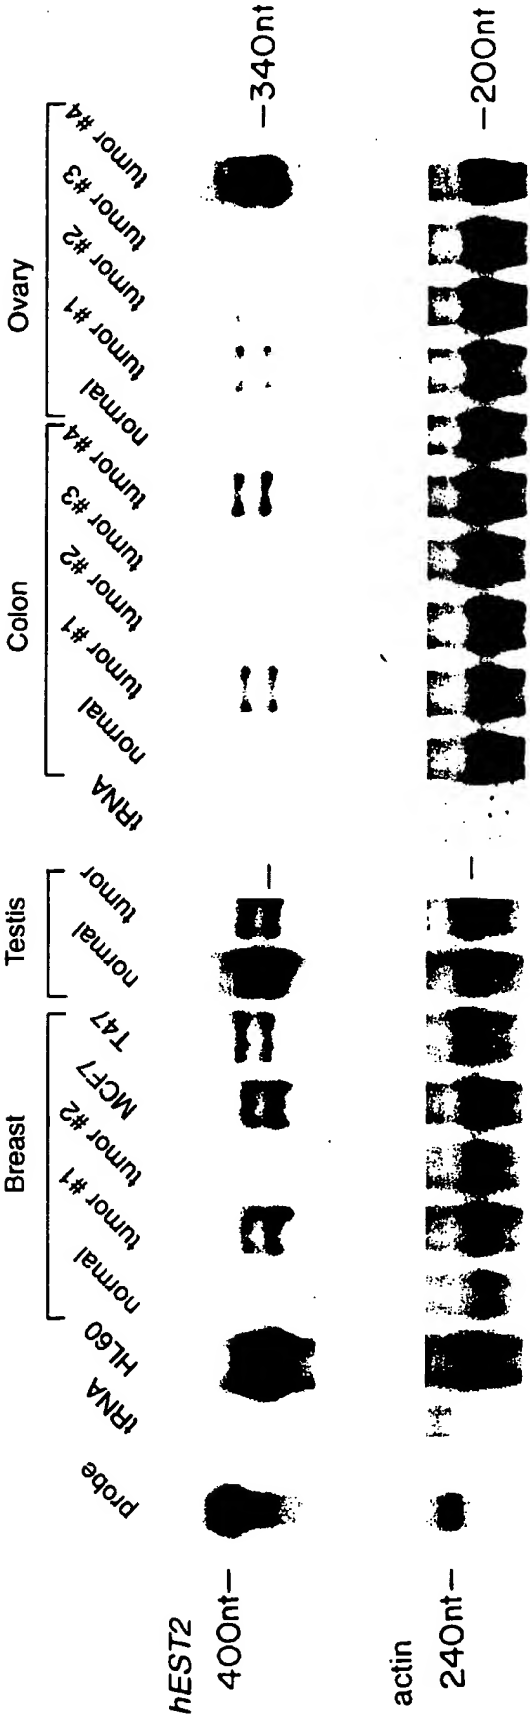 Breast Testis Colon Ovary
probe tRNA HL60 normal tumor #1 tumor #2 MCF7 T47 normal tumor tRNA normal tumor #1 tumor #2 tumor #3 tumor #4 normal tumor #1 tumor #2 tumor #3 tumor #4
hEST2
400nt– –340nt
actin
240nt– –200nt